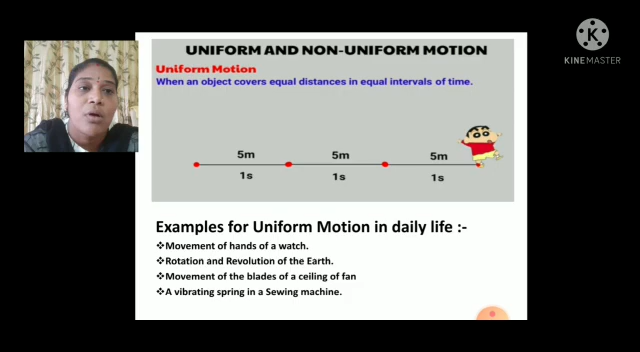 UNIFORM AND NON-UNIFORM MOTION
Uniform Motion
When an object covers equal distances in equal intervals of time.
5m 5m 5m
1s 1s 1s
Examples for Uniform Motion in daily life :-
❖Movement of hands of a watch.
❖Rotation and Revolution of the Earth.
❖Movement of the blades of a ceiling of fan
❖A vibrating spring in a Sewing machine.
K
KINEMASTER